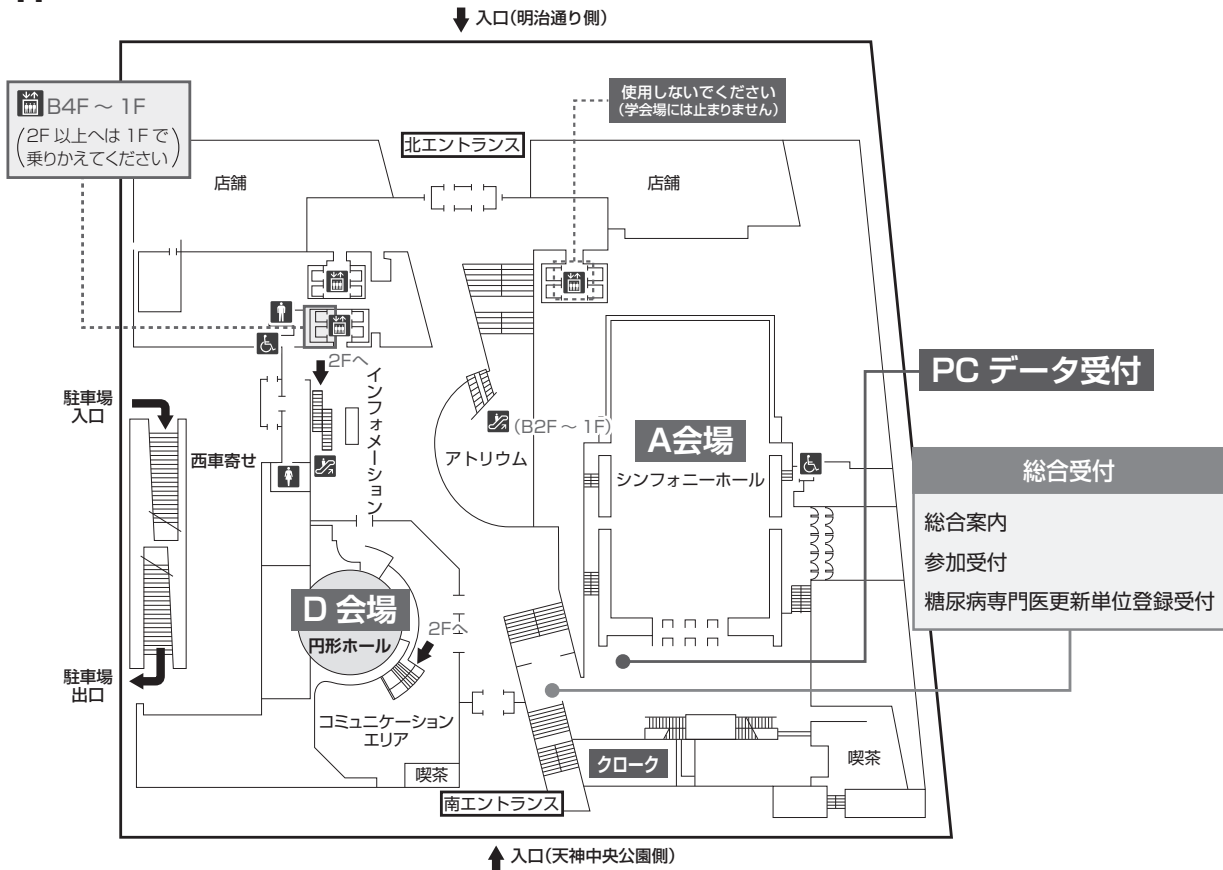 入口(明治通り側)
B4F～1F
(2F以上へは1Fで
乗りかえてください)
使用しないでください
(学会場には止まりません)
北エントランス
店舗
店舗
2Fへ
インフォメーション
駐車場
入口
西車寄せ
(B2F～1F)
アトリウム
A会場
シンフォニーホール
PC データ受付
総合受付
総合案内
参加受付
糖尿病専門医更新単位登録受付
D 会場
円形ホール
2Fへ
駐車場
出口
コミュニケーション
エリア
喫茶
クローク
喫茶
南エントランス
入口(天神中央公園側)